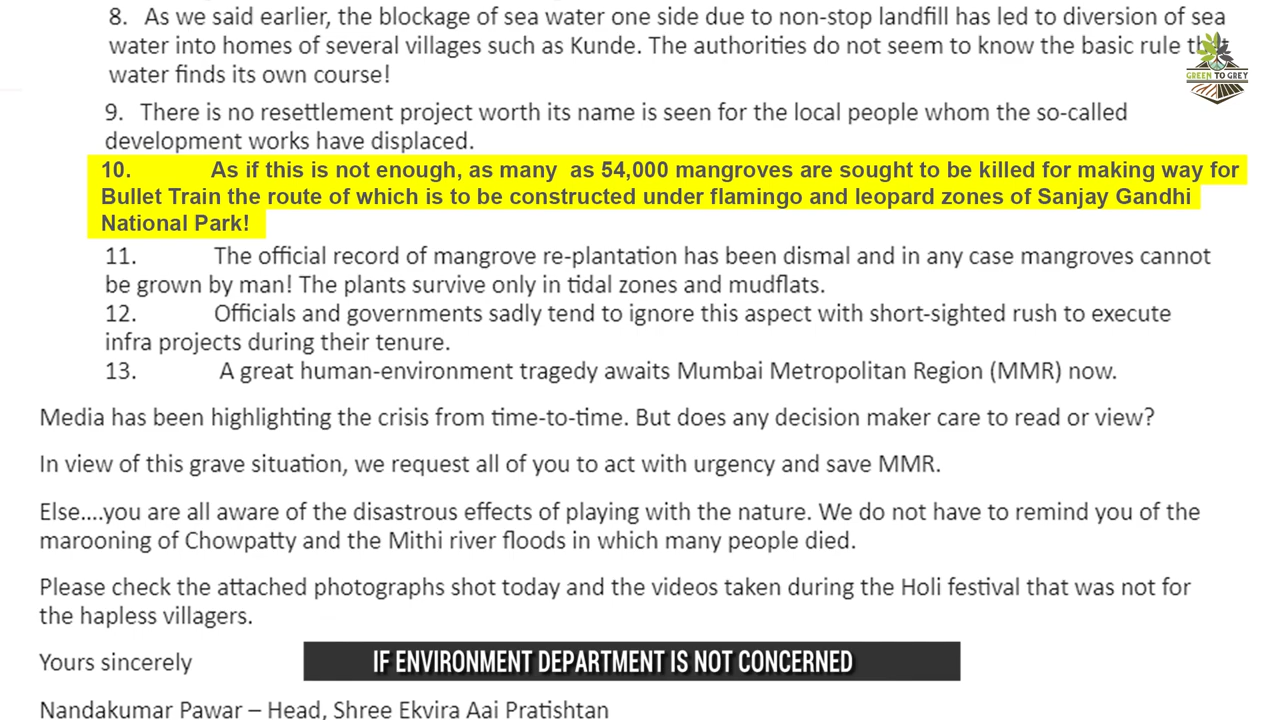 8. As we said earlier, the blockage of sea water one side due to non-stop landfill has led to diversion of sea
water into homes of several villages such as Kunde. The authorities do not seem to know the basic rule that
water finds its own course!
GREEN TO GREY
9. There is no resettlement project worth its name is seen for the local people whom the so-called
development works have displaced.
10. As if this is not enough, as many as 54,000 mangroves are sought to be killed for making way for
Bullet Train the route of which is to be constructed under flamingo and leopard zones of Sanjay Gandhi
National Park!
11. The official record of mangrove re-plantation has been dismal and in any case mangroves cannot
be grown by man! The plants survive only in tidal zones and mudflats.
12. Officials and governments sadly tend to ignore this aspect with short-sighted rush to execute
infra projects during their tenure.
13. A great human-environment tragedy awaits Mumbai Metropolitan Region (MMR) now.
Media has been highlighting the crisis from time-to-time. But does any decision maker care to read or view?
In view of this grave situation, we request all of you to act with urgency and save MMR.
Else....you are all aware of the disastrous effects of playing with the nature. We do not have to remind you of the
marooning of Chowpatty and the Mithi river floods in which many people died.
Please check the attached photographs shot today and the videos taken during the Holi festival that was not for
the hapless villagers.
Yours sincerely
IF ENVIRONMENT DEPARTMENT IS NOT CONCERNED
Nandakumar Pawar – Head, Shree Ekvira Aai Pratishtan